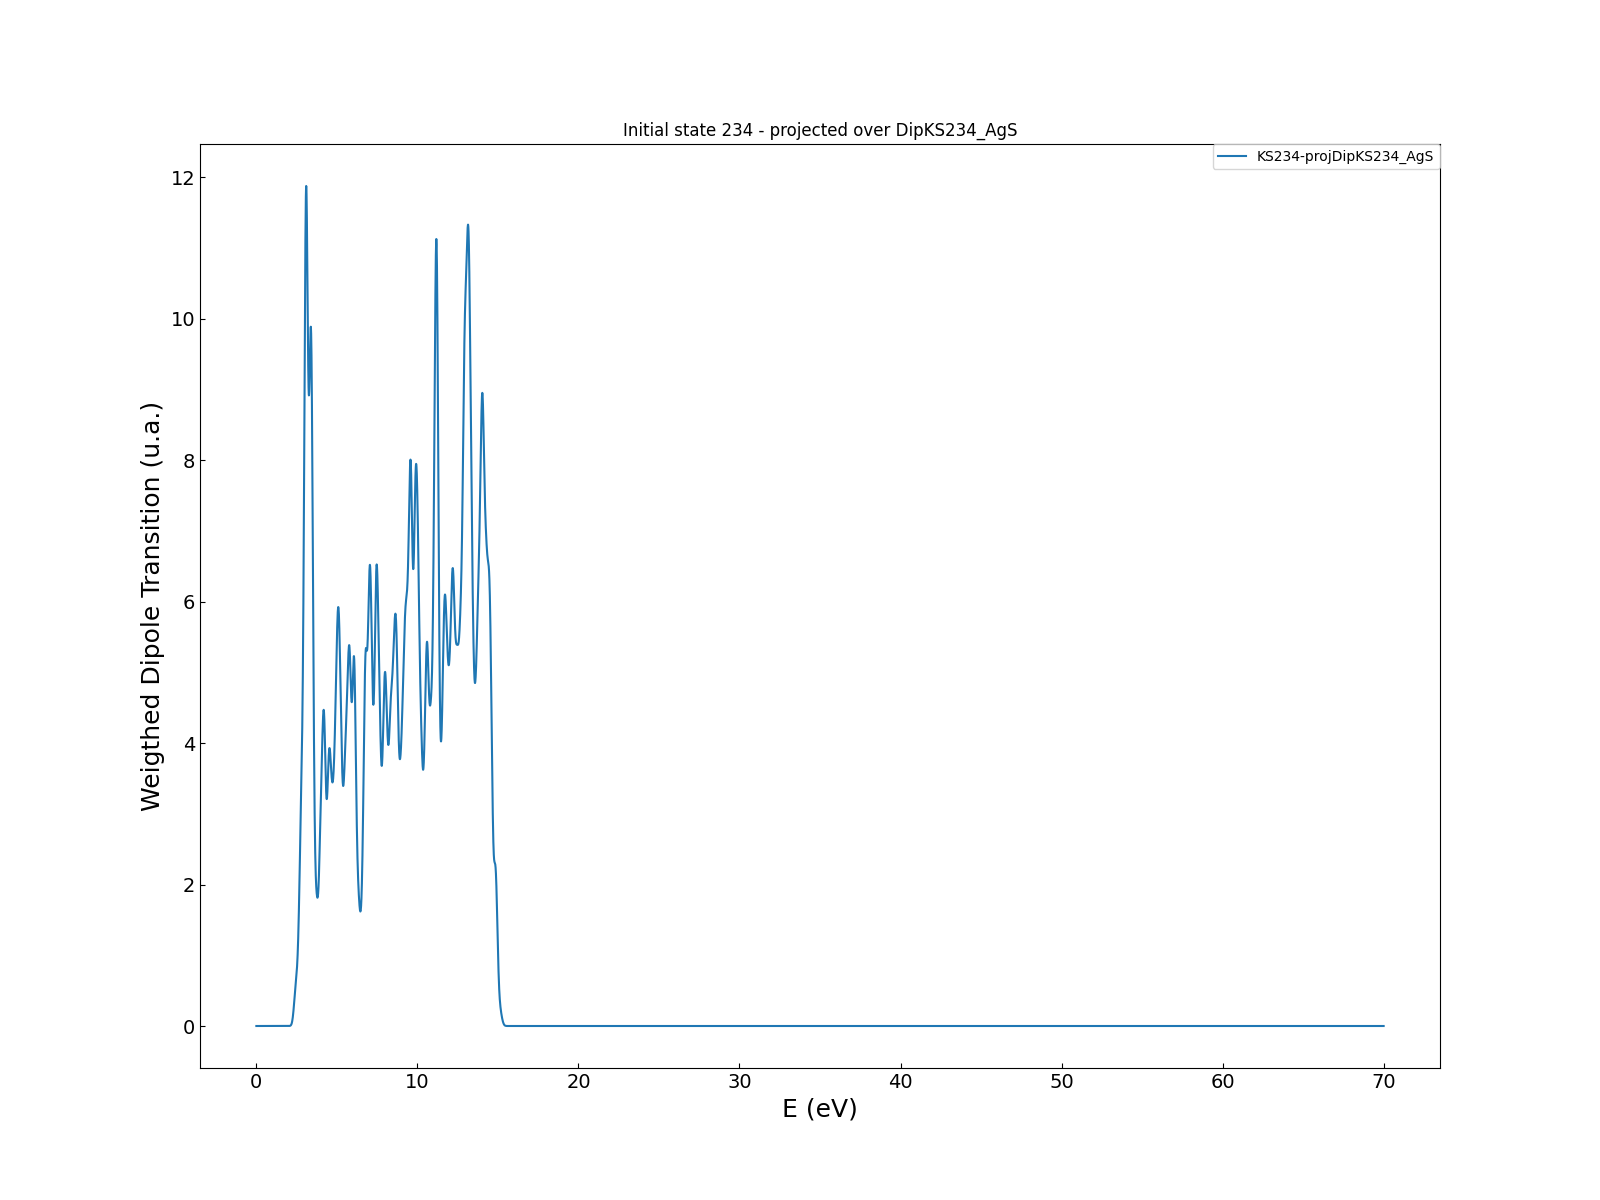 Initial state 234 - projected over DipKS234_AgS
KS234-projDipKS234_AgS
12
10
8
6
4
2
0
Weigthed Dipole Transition (u.a.)
0 10 20 30 40 50 60 70
E (eV)